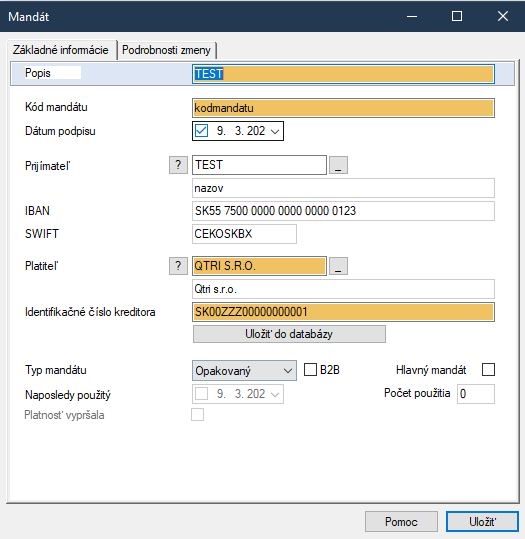 Mandát
Základné informácie Podrobnosti zmeny
Popis TEST
Kód mandátu kodmandatu
Dátum podpisu 9. 3. 202
Prijímateľ ? TEST _
nazov
IBAN SK55 7500 0000 0000 0000 0123
SWIFT CEKOSKBX
Platiteľ ? QTRI S.R.O. _
Qtri s.r.o.
Identifikačné číslo kreditora SK00ZZZ00000000001
Uložiť do databázy
Typ mandátu Opakovaný B2B Hlavný mandát
Naposledy použitý 9. 3. 202 Počet použitia 0
Platnosť vypršala
Pomoc Uložiť